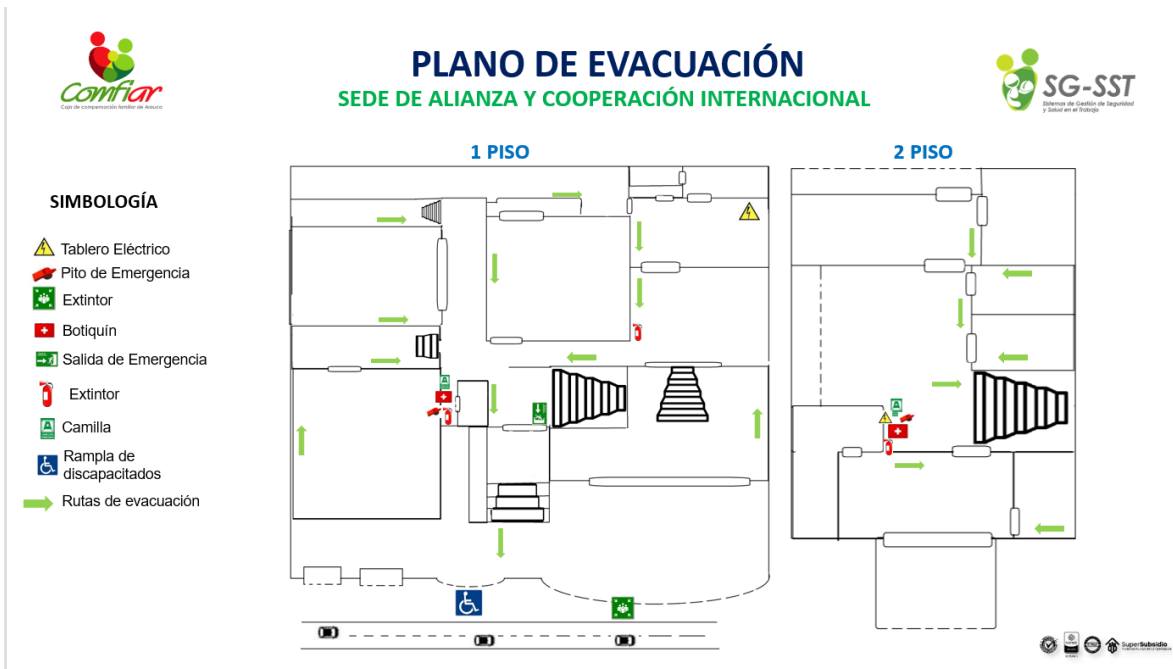 Comfiar
Caja de compensación familiar de Arauca
PLANO DE EVACUACIÓN
SEDE DE ALIANZA Y COOPERACIÓN INTERNACIONAL
SG-SST
Sistemas de Gestión de Seguridad
y Salud en el Trabajo
1 PISO
2 PISO
SIMBOLOGÍA
Tablero Eléctrico
Pito de Emergencia
Extintor
Botiquín
Salida de Emergencia
Extintor
Camilla
Rampla de
discapacitados
Rutas de evacuación
SuperSubsidio